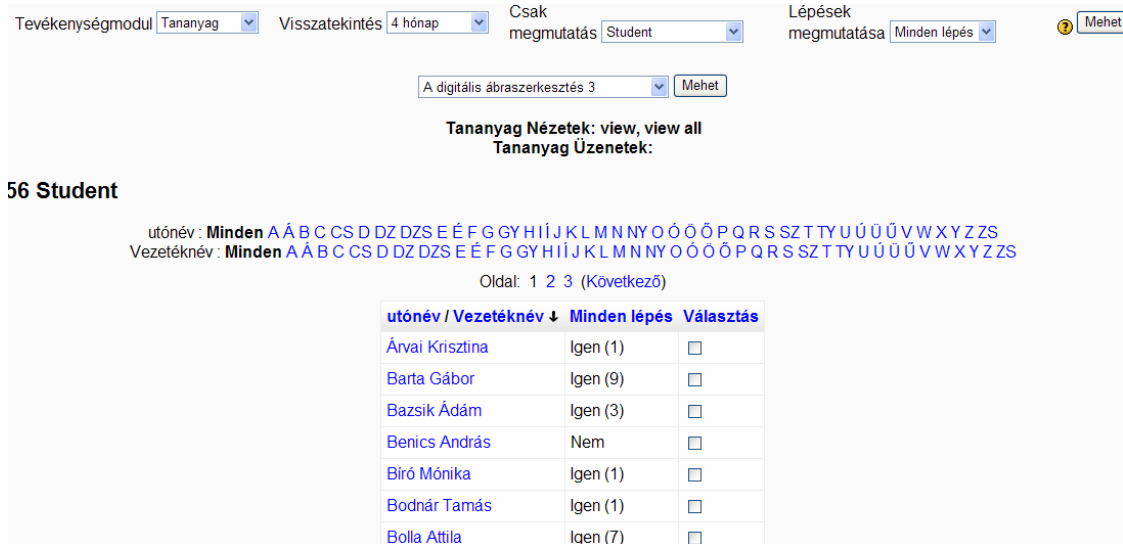 Tevékenységmodul Tananyag Visszatekintés 4 hónap Csak megmutatás Student Lépések megmutatása Minden lépés Mehet
A digitális ábraszerkesztés 3 Mehet
Tananyag Nézetek: view, view all
Tananyag Üzenetek:
56 Student
utónév : Minden A Á B C CS D DZ DZS E É F G GY H I Í J K L M N NY O Ó Ö Ő P Q R S SZ T TY U Ú Ü Ű V W X Y Z ZS
Vezetéknév : Minden A Á B C CS D DZ DZS E É F G GY H I Í J K L M N NY O Ó Ö Ő P Q R S SZ T TY U Ú Ü Ű V W X Y Z ZS
Oldal: 1 2 3 (Következő)
utónév / Vezetéknév ↓ Minden lépés Választás
Árvai Krisztina Igen (1)
Barta Gábor Igen (9)
Bazsik Ádám Igen (3)
Benics András Nem
Bíró Mónika Igen (1)
Bodnár Tamás Igen (1)
Bolla Attila Igen (7)